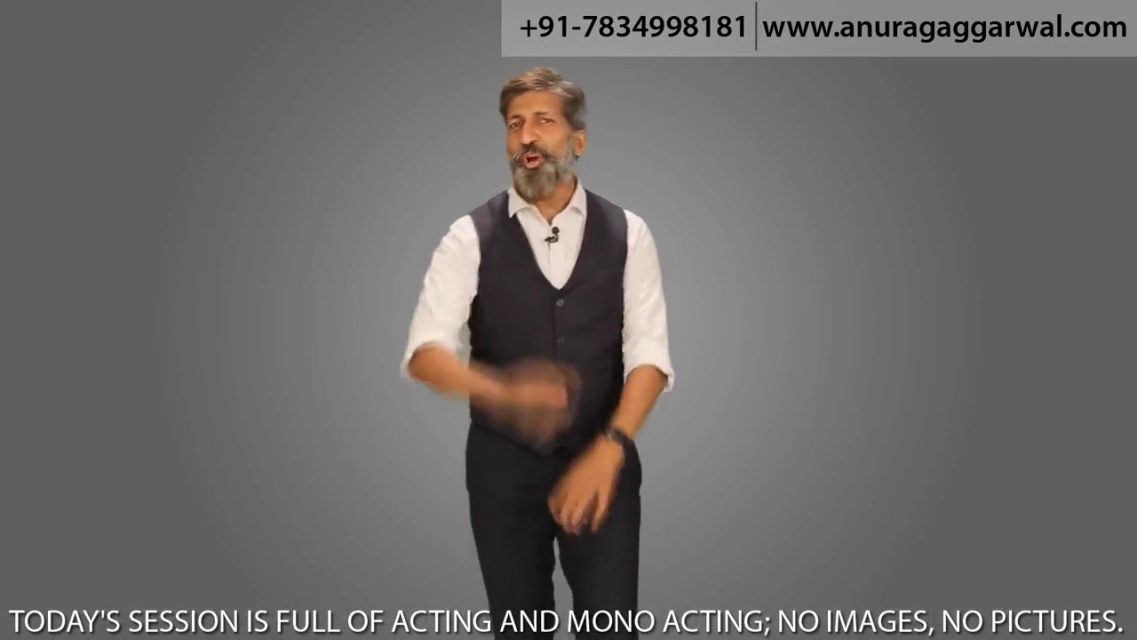 +91-7834998181 | www.anuragaggarwal.com
TODAY'S SESSION IS FULL OF ACTING AND MONO ACTING; NO IMAGES, NO PICTURES.